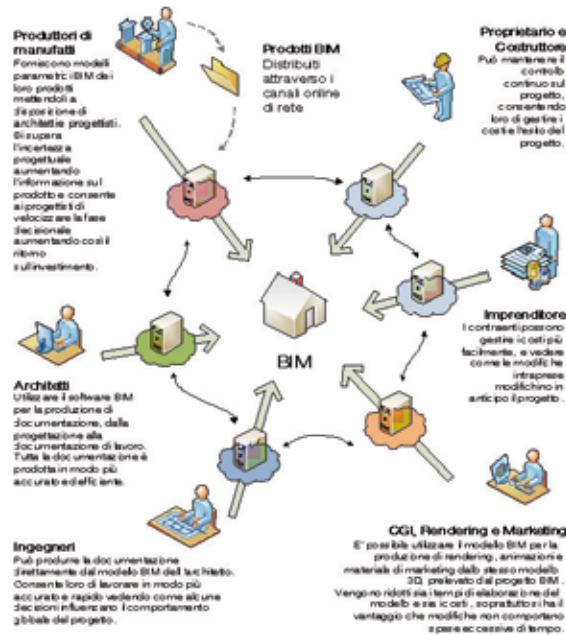 Produttori di
manufatti
Forniscono modelli
parametrici BIM dei
loro prodotti
mettendoli a
disposizione di
architetti e progettisti.
Si supera
l'incertezza
progettuale
aumentando
l'informazione sul
prodotto e consente
ai progettisti di
velocizzare la fase
decisionale
aumentando così il
ritorno
sull'investimento.
Prodotti BIM
Distribuiti
attraverso i
canali online
di rete
Proprietario e
Costruttore
Può mantenere il
controllo
continuo sul
progetto,
consentendo
loro di gestire i
costi e l'esito del
progetto.
Imprenditore
I contraenti possono
gestire i costi più
facilmente, e vedere
come le modifiche
intraprese
modifichino in
anticipo il progetto.
BIM
Architetti
Utilizzare il software BIM
per la produzione di
documentazione, dalla
progettazione alla
documentazione di lavoro.
Tutta la documentazione è
prodotta in modo più
accurato ed efficiente.
Ingegneri
Può produrre la documentazione
direttamente dal modello BIM dell'architetto.
Consente loro di lavorare in modo più
accurato e rapido vedendo come alcune
decisioni influenzano il comportamento
globale del progetto.
CGI, Rendering e Marketing
E' possibile utilizzare il modello BIM per la
produzione di rendering, animazioni e
materiale di marketing dallo stesso modello
3D, prelevato dal progetto BIM.
Vengono ridotti sia i tempi di elaborazione del
modello e sia i costi, soprattutto si ha il
vantaggio che modifiche non comportano
spese eccessive di tempo.